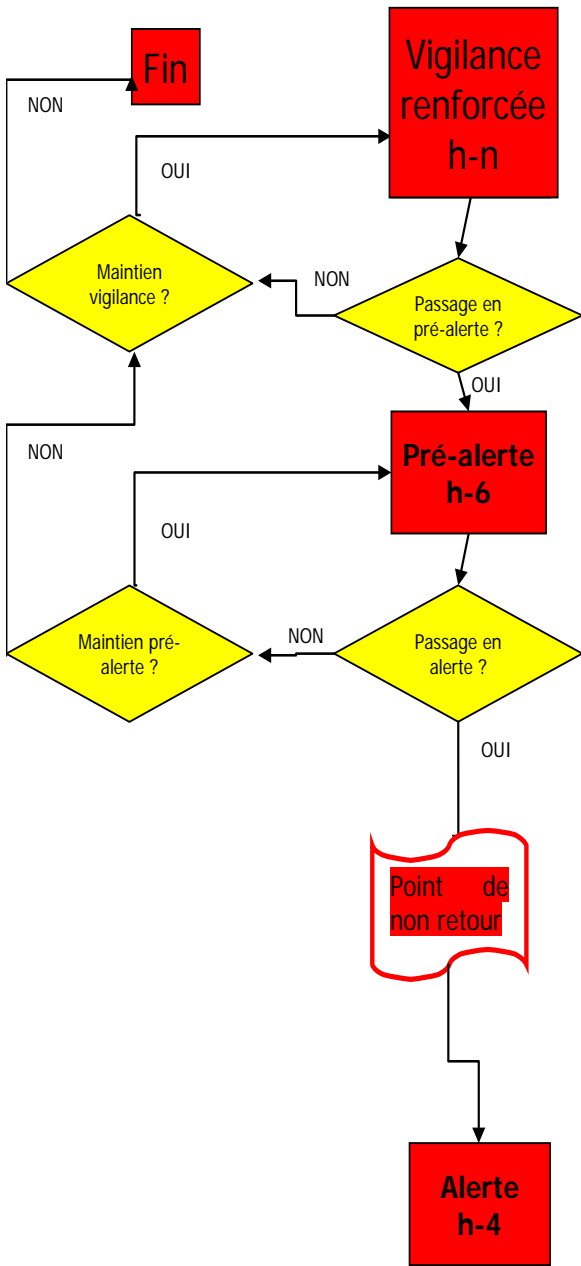 Fin
Vigilance
renforcée
h-n
NON
OUI
Maintien
vigilance ?
NON
Passage en
pré-alerte ?
OUI
NON
Pré-alerte
h-6
OUI
Maintien pré-
alerte ?
NON
Passage en
alerte ?
OUI
Point de
non retour
Alerte
h-4